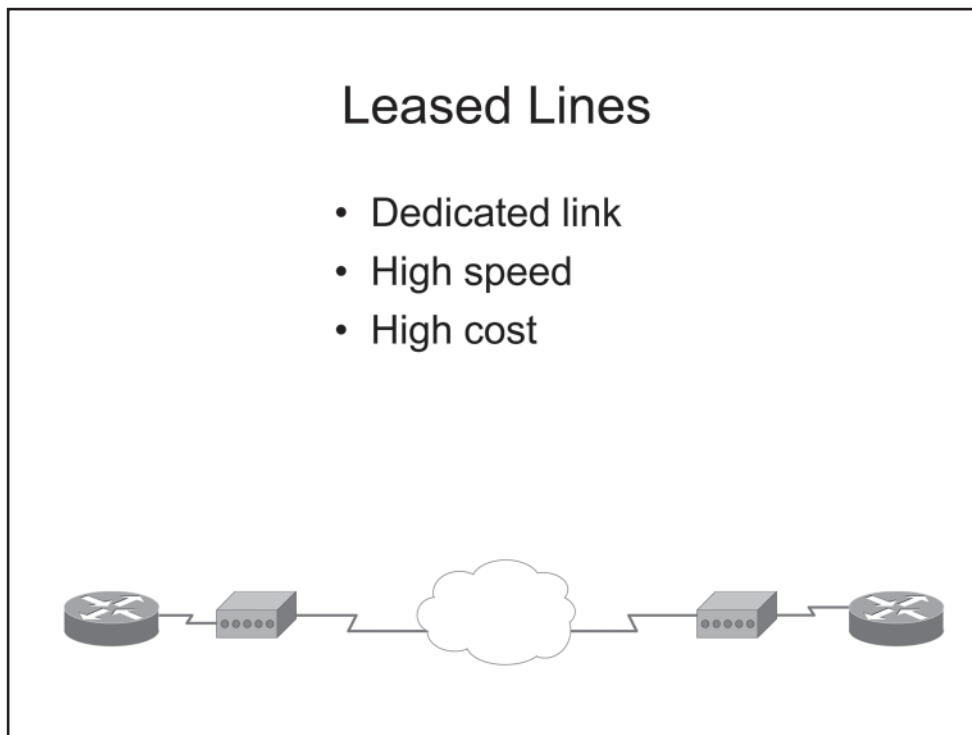 Leased Lines
• Dedicated link
• High speed
• High cost